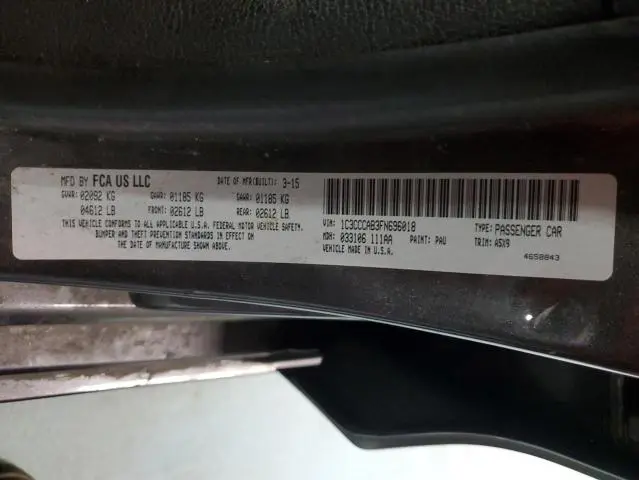 MFD BY FCA US LLC DATE OF MFR(BUILT): 3-15
GVWR: 02092 KG GAWR: 01185 KG GAWR: 01185 KG
04612 LB FRONT: 02612 LB REAR: 02612 LB
THIS VEHICLE CONFORMS TO ALL APPLICABLE U.S.A. FEDERAL MOTOR VEHICLE SAFETY,
BUMPER AND THEFT PREVENTION STANDARDS IN EFFECT ON
THE DATE OF MANUFACTURE SHOWN ABOVE.
VIN: 1C3CCCAB3FN696010 TYPE: PASSENGER CAR
MDH: 033106 111AA PAINT: PAU TRIM: A5X9
VEHICLE MADE IN U.S.A.
4650843